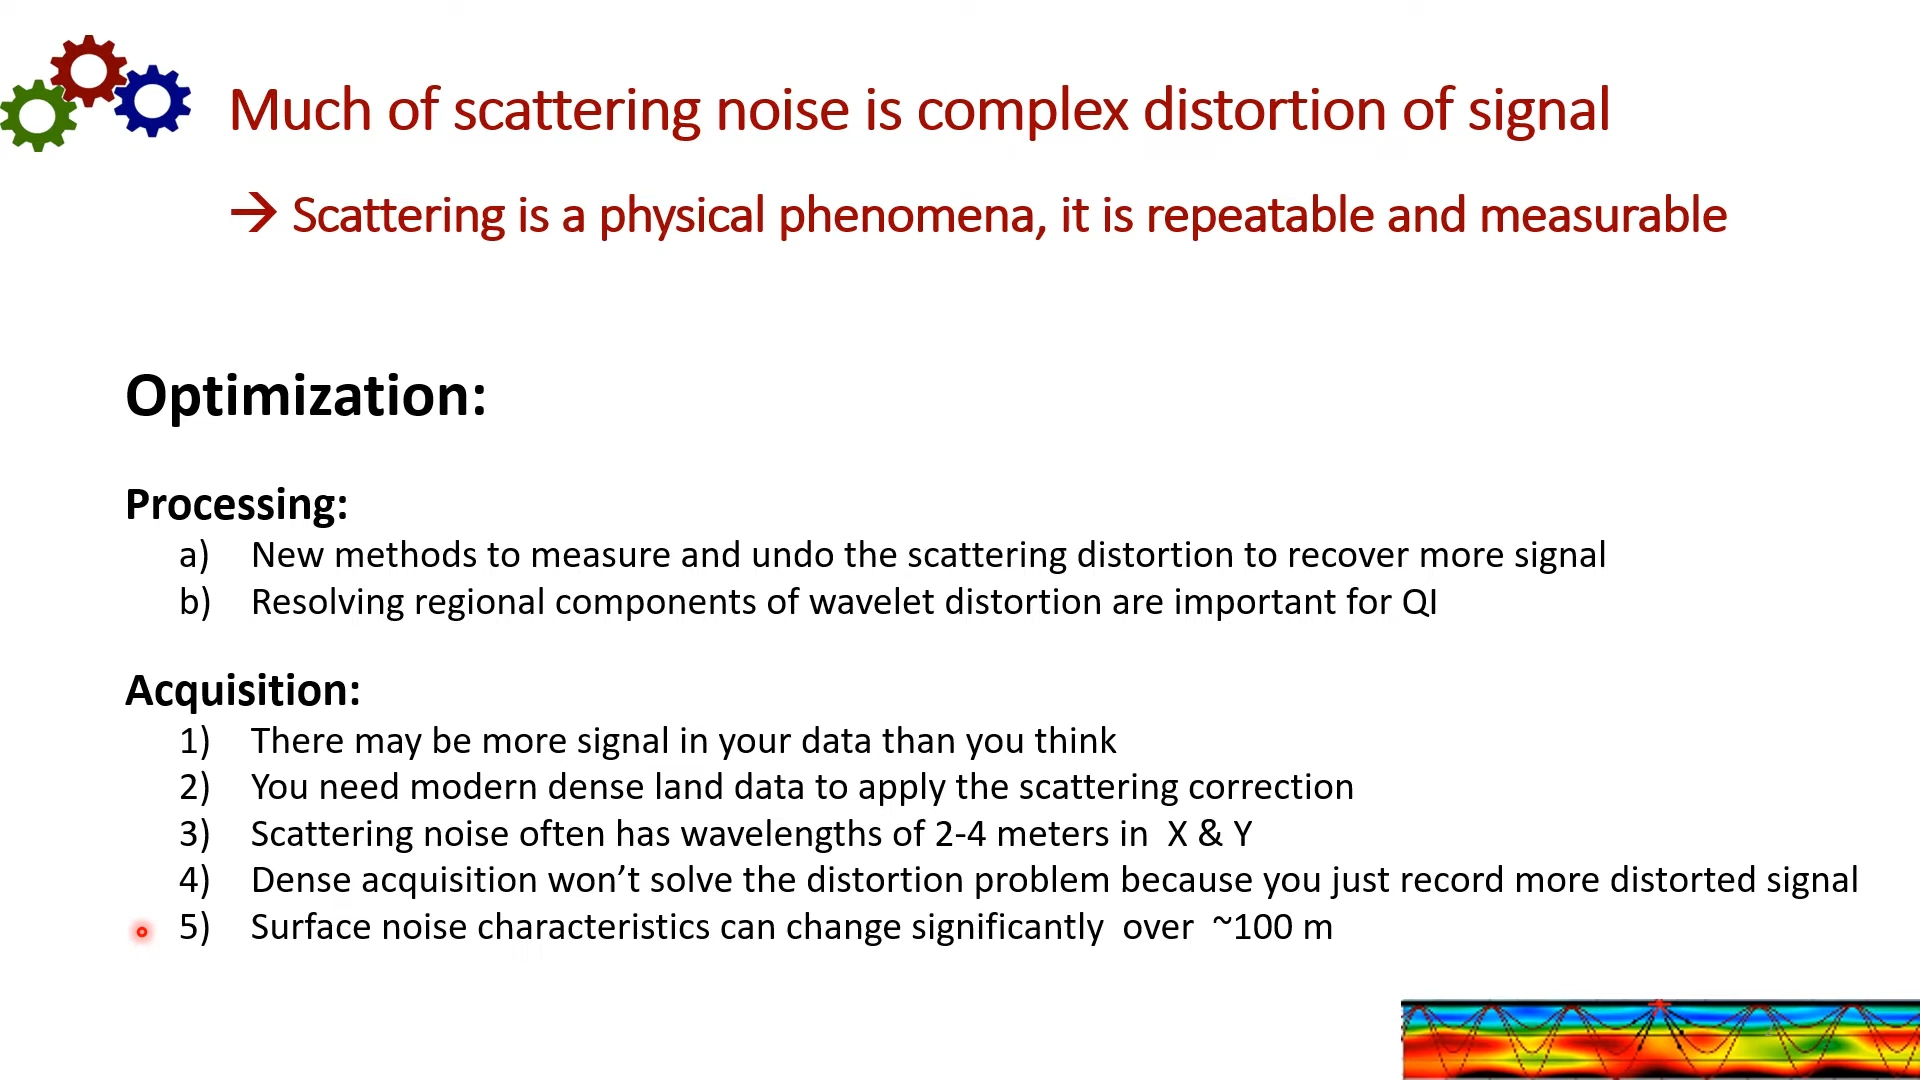 Much of scattering noise is complex distortion of signal
→ Scattering is a physical phenomena, it is repeatable and measurable
Optimization:
Processing:
a) New methods to measure and undo the scattering distortion to recover more signal
b) Resolving regional components of wavelet distortion are important for QI
Acquisition:
1) There may be more signal in your data than you think
2) You need modern dense land data to apply the scattering correction
3) Scattering noise often has wavelengths of 2-4 meters in  X & Y
4) Dense acquisition won’t solve the distortion problem because you just record more distorted signal
5) Surface noise characteristics can change significantly  over  ~100 m